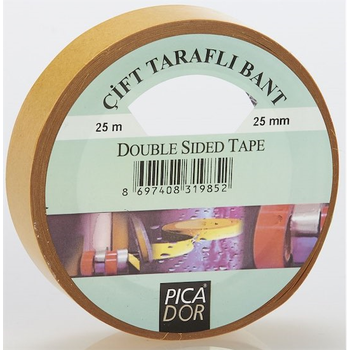 ÇİFT TARAFLI BANT
25 m 25 mm
DOUBLE SIDED TAPE
8 697408 319852
PICA
DOR